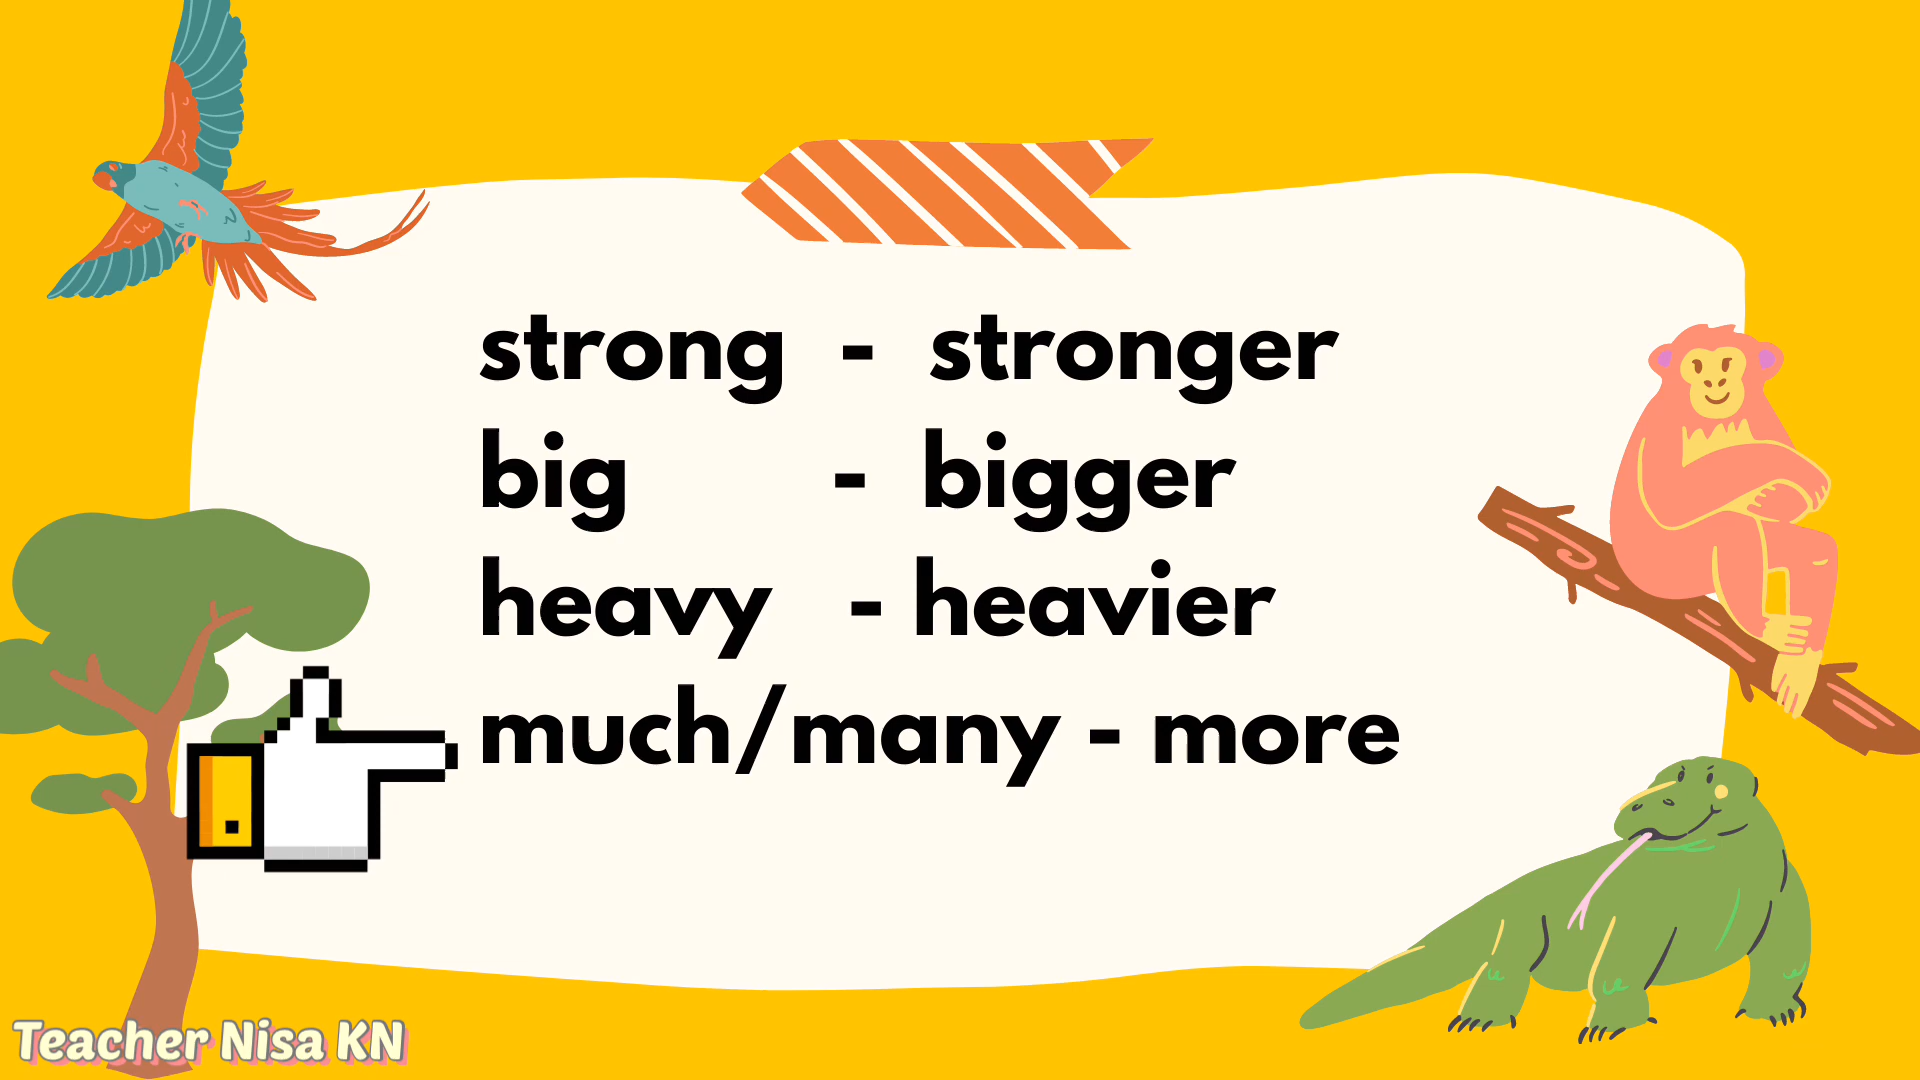 strong - stronger
big - bigger
heavy - heavier
much/many - more
Teacher Nisa KN